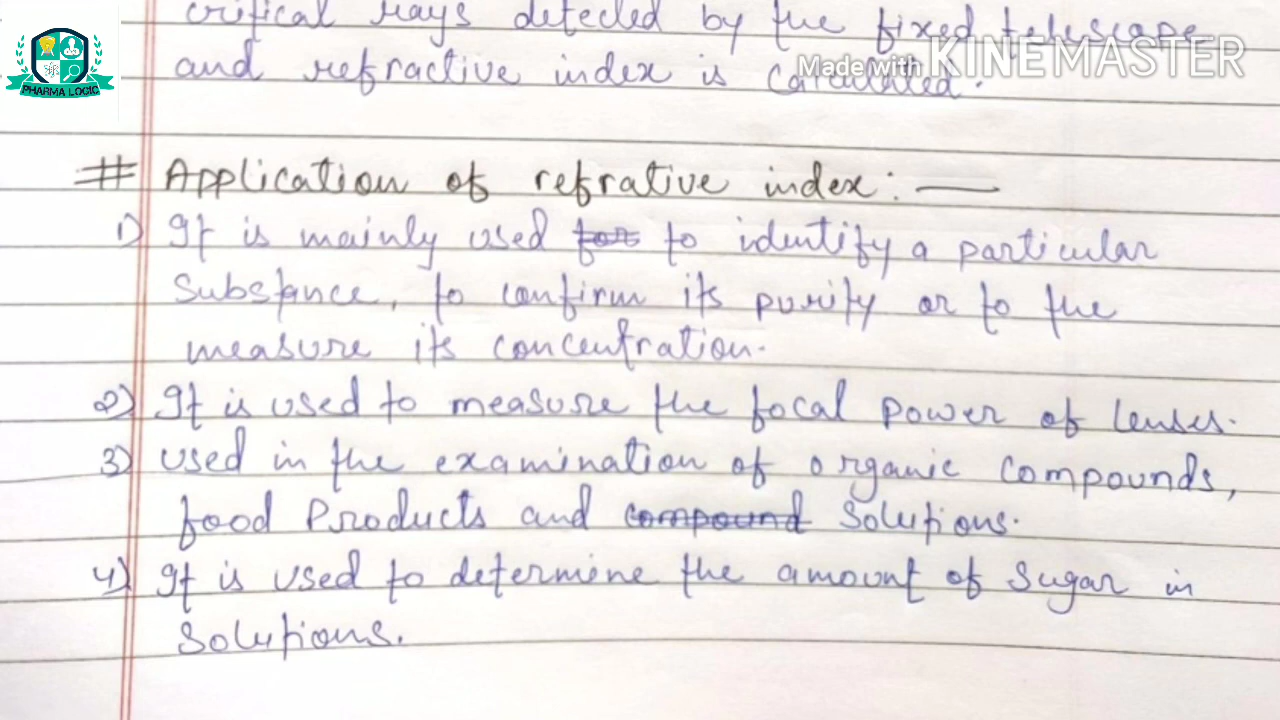 critical rays detected by the fixed telescope
Made with KINEMASTER
and refractive index is
PHARMA LOGIC
# Application of refrative index: —
1) It is mainly used for to identify a particular
substance, to confirm its purity or to the
measure its concentration.
2) It is used to measure the focal power of lenses.
3) used in the examination of organic compounds,
food Products and compound solutions.
4) It is used to determine the amount of sugar in
solutions.